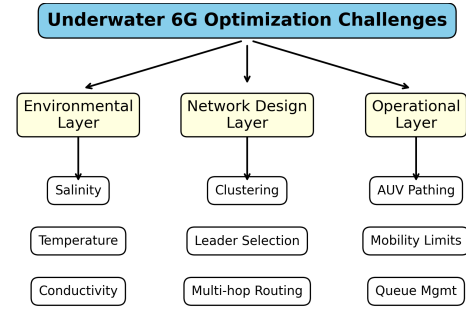 Underwater 6G Optimization Challenges
Environmental
Layer
Network Design
Layer
Operational
Layer
Salinity
Clustering
AUV Pathing
Temperature
Leader Selection
Mobility Limits
Conductivity
Multi-hop Routing
Queue Mgmt